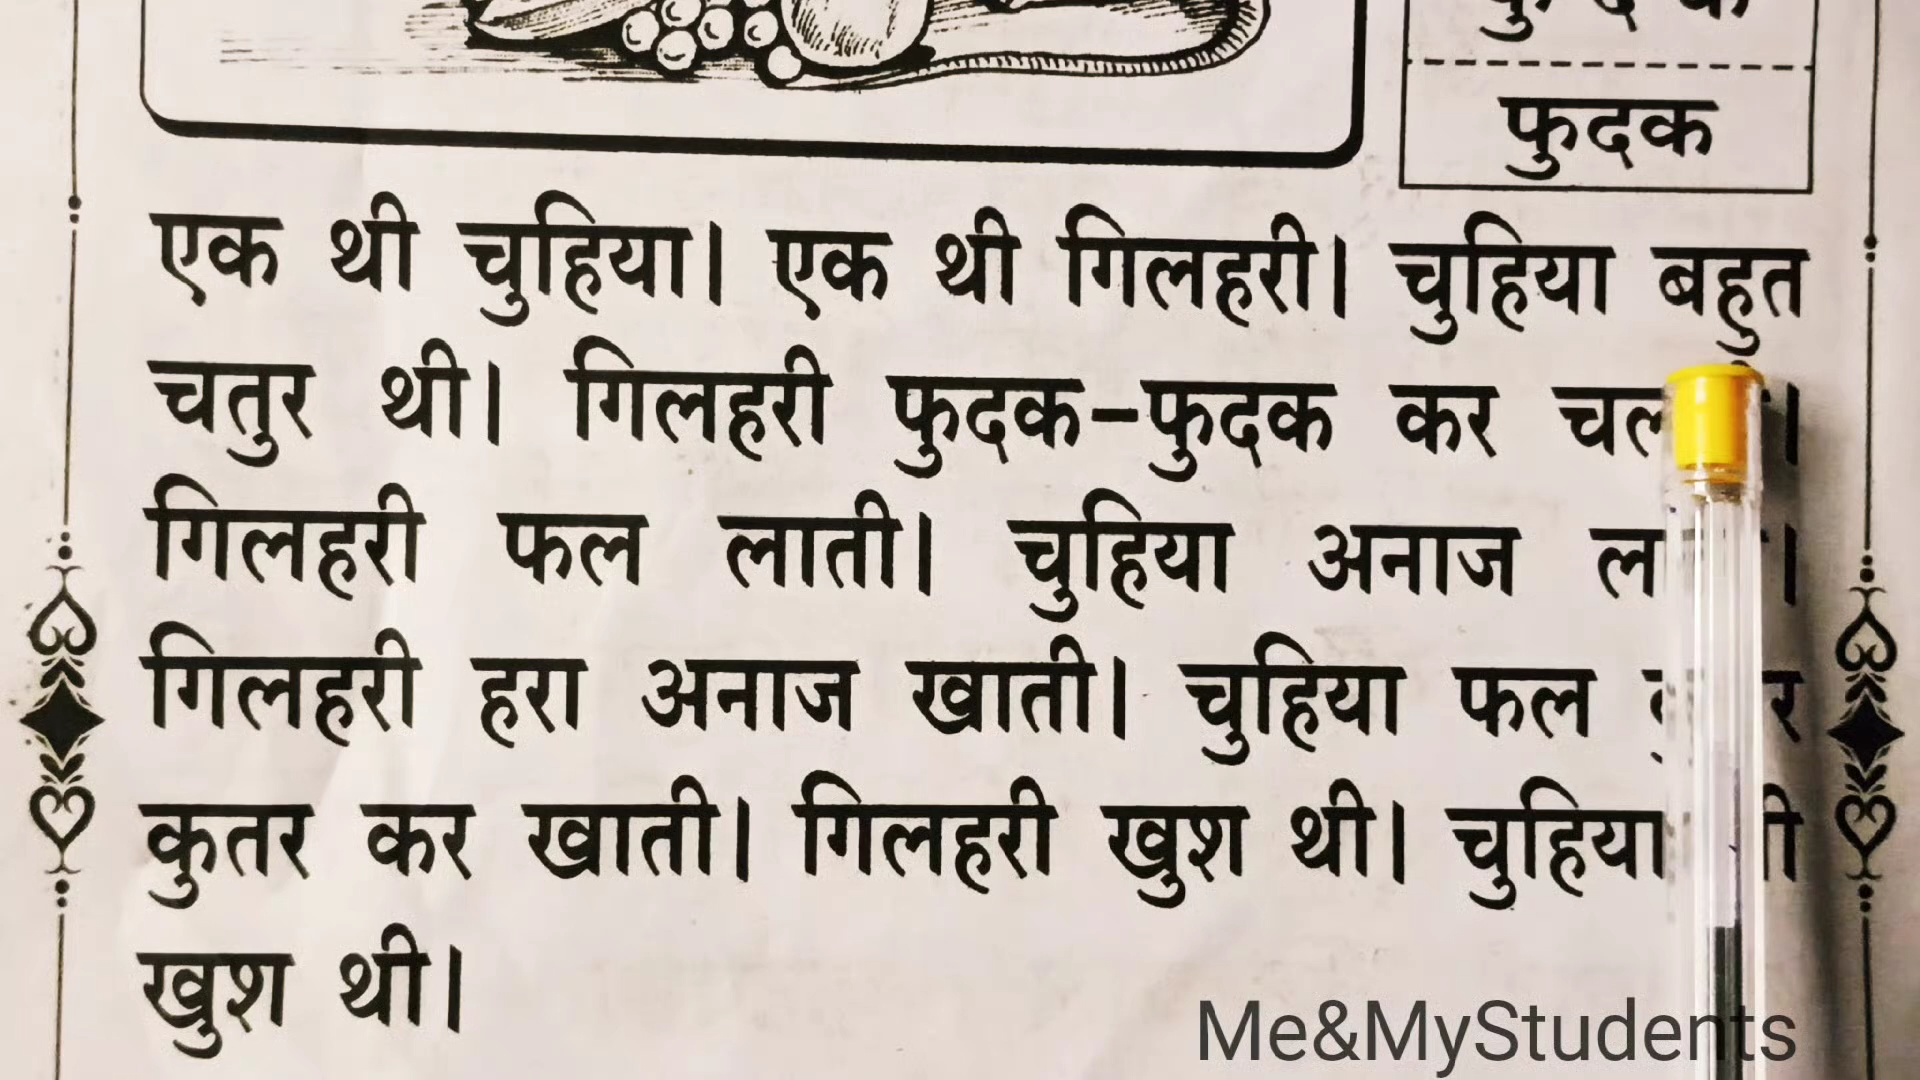 फुदक
एक थी चुहिया। एक थी गिलहरी। चुहिया बहुत
चतुर थी। गिलहरी फुदक-फुदक कर
गिलहरी फल लाती। चुहिया अनाज
गिलहरी हरा अनाज खाती। चुहिया फल
कुतर कर खाती। गिलहरी खुश थी। चुहिया
खुश थी।
Me&MyStudents